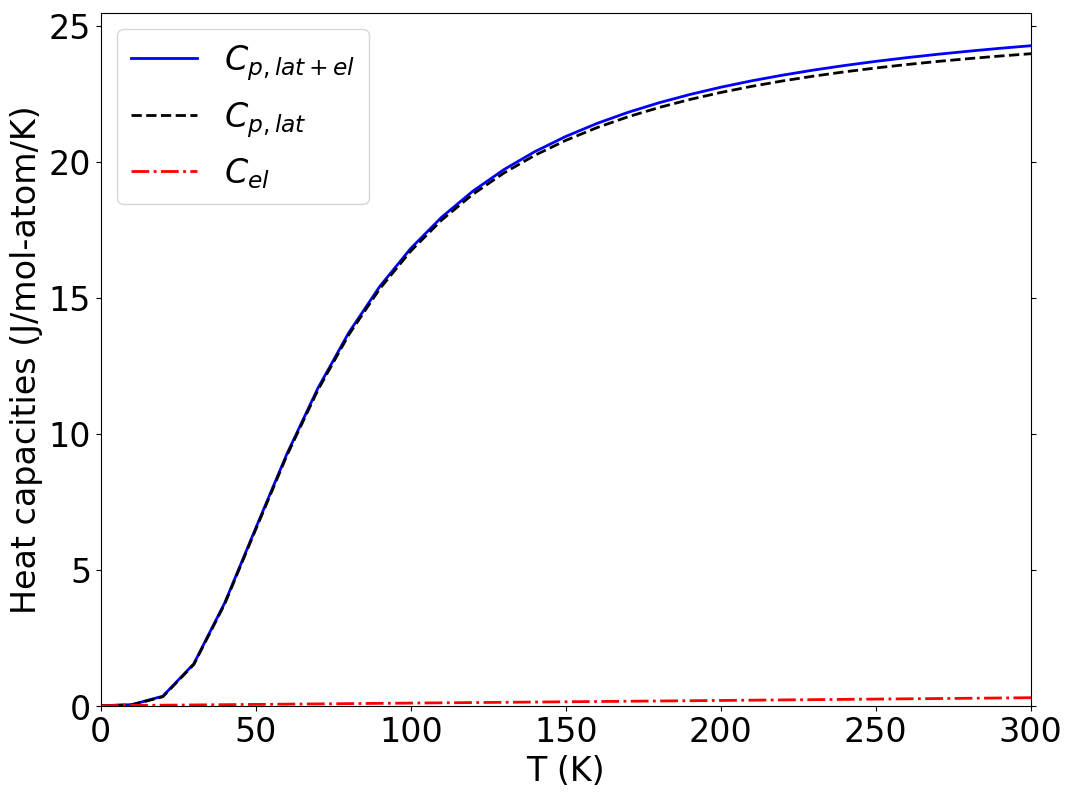 Heat capacities (J/mol-atom/K)
25
20
15
10
5
0
C_{p, lat+el}
C_{p, lat}
C_{el}
0 50 100 150 200 250 300
T (K)